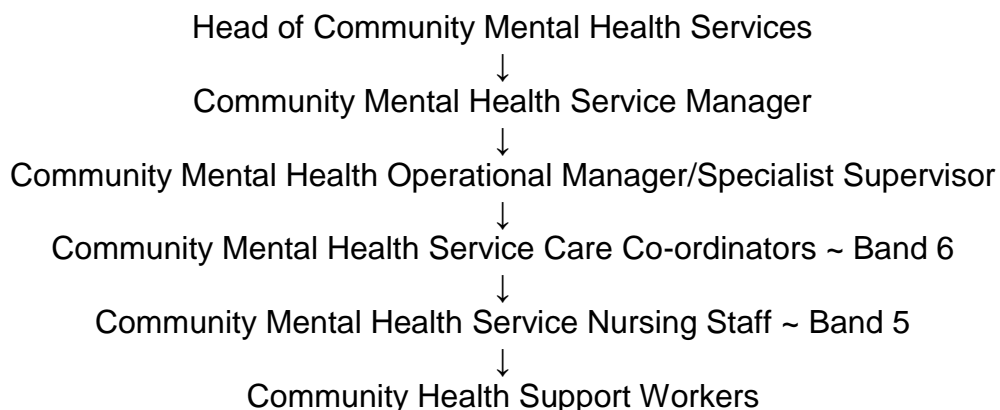 Head of Community Mental Health Services
↓
Community Mental Health Service Manager
↓
Community Mental Health Operational Manager/Specialist Supervisor
↓
Community Mental Health Service Care Co-ordinators ~ Band 6
↓
Community Mental Health Service Nursing Staff ~ Band 5
↓
Community Health Support Workers